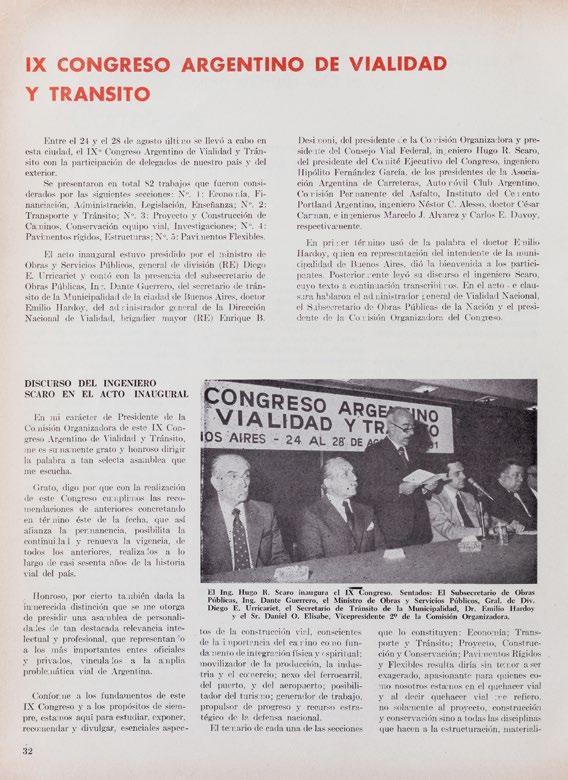 IX CONGRESO ARGENTINO DE VIALIDAD
Y TRANSITO
Entre el 24 y el 28 de agosto último se llevó a cabo en
esta ciudad, el IXº Congreso Argentino de Vialidad y Trán-
sito con la participación de delegados de nuestro país y del
exterior.
Se presentaron en total 82 trabajos que fueron consi-
derados por las siguientes secciones: Nº. 1: Economía, Fi-
nanciación, Administración, Legislación, Enseñanza; Nº. 2:
Transporte y Tránsito; Nº. 3: Proyecto y Construcción de
Caminos, Conservación equipo vial, Investigaciones; Nº. 4:
Pavimentos rígidos, Estructuras; Nº. 5: Pavimentos Flexibles.
El acto inaugural estuvo presidido por el ministro de
Obras y Servicios Públicos, general de división (RE) Diego
E. Urricariet y contó con la presencia del subsecretario de
Obras Públicas, Ing. Dante Guerrero, del secretario de trán-
sito de la Municipalidad de la ciudad de Buenos Aires, doctor
Emilio Hardoy, del administrador general de la Dirección
Nacional de Vialidad, brigadier mayor (RE) Enrique B.
Desimoni, del presidente de la Comisión Organizadora y pre-
sidente del Consejo Vial Federal, ingeniero Hugo R. Scaro,
del presidente del Comité Ejecutivo del Congreso, ingeniero
Hipólito Fernández García, de los presidentes de la Asocia-
ción Argentina de Carreteras, Automóvil Club Argentino,
Comisión Permanente del Asfalto, Instituto del Cemento
Portland Argentino, ingeniero Néstor C. Alesso, doctor César
Carman, e ingenieros Marcelo J. Alvarez y Carlos E. Duvoy,
respectivamente.
En primer término usó de la palabra el doctor Emilio
Hardoy, quien en representación del intendente de la muni-
cipalidad de Buenos Aires, dió la bienvenida a los partici-
pantes. Posteriormente leyó su discurso el ingeniero Scaro,
cuyo texto a continuación transcribimos. En el acto de clau-
sura hablaron el administrador general de Vialidad Nacional,
el Subsecretario de Obras Públicas de la Nación y el presi-
dente de la Comisión Organizadora del Congreso.
DISCURSO DEL INGENIERO
SCARO EN EL ACTO INAUGURAL
En mi carácter de Presidente de la
Comisión Organizadora de este IX Con-
greso Argentino de Vialidad y Tránsito,
me es sumamente grato y honroso dirigir
la palabra a tan selecta asamblea que
me escucha.
Grato, digo por que con la realización
de este Congreso cumplimos las reco-
mendaciones de anteriores concretando
en término éste de la fecha, que así
afianza la permanencia, posibilita la
continuidad y renueva la vigencia, de
todos los anteriores, realizados a lo
largo de casi sesenta años de la historia
vial del país.
Honroso, por cierto también dada la
inmerecida distinción que se me otorga
de presidir una asamblea de personali-
dades de tan destacada relevancia inte-
lectual y profesional, que representando
a los más importantes entes oficiales
y privados, vinculados a la amplia
problemática vial de Argentina.
Conforme a los fundamentos de este
IX Congreso y a los propósitos de siem-
pre, estamos aquí para estudiar, exponer,
recomendar y divulgar, esenciales aspec-
CONGRESO ARGENTINO
VIALIDAD Y TRANSITO
OS AIRES - 24 AL 28 DE AGO
El Ing. Hugo R. Scaro inaugura el IX Congreso. Sentados: El Subsecretario de Obras
Públicas, Ing. Dante Guerrero, el Ministro de Obras y Servicios Públicos, Gral. de Div.
Diego E. Urricariet, el Secretario de Tránsito de la Municipalidad, Dr. Emilio Hardoy
y el Sr. Daniel O. Elisabe, Vicepresidente 2º de la Comisión Organizadora.
tos de la construcción vial, conscientes
de la importancia del camino como fun-
damento de integración física y espiritual;
movilizador de la producción, la indus-
tria y el comercio; nexo del ferrocarril,
del puerto, y del aeropuerto; posibili-
tador del turismo; generador de trabajo,
propulsor de progreso y recurso estra-
tégico de la defensa nacional.
El temario de cada una de las secciones
que lo constituyen: Economía; Trans-
porte y Tránsito; Proyecto, Construc-
ción y Conservación; Pavimentos Rígidos
y Flexibles resulta diría sin temor a ser
exagerado, apasionante para quienes co-
mo nosotros estamos en el quehacer vial
y al decir quehacer vial me refiero,
no solamente al proyecto, construcción
y conservación sino a todas las disciplinas
que hacen a la estructuración, materiali-
32